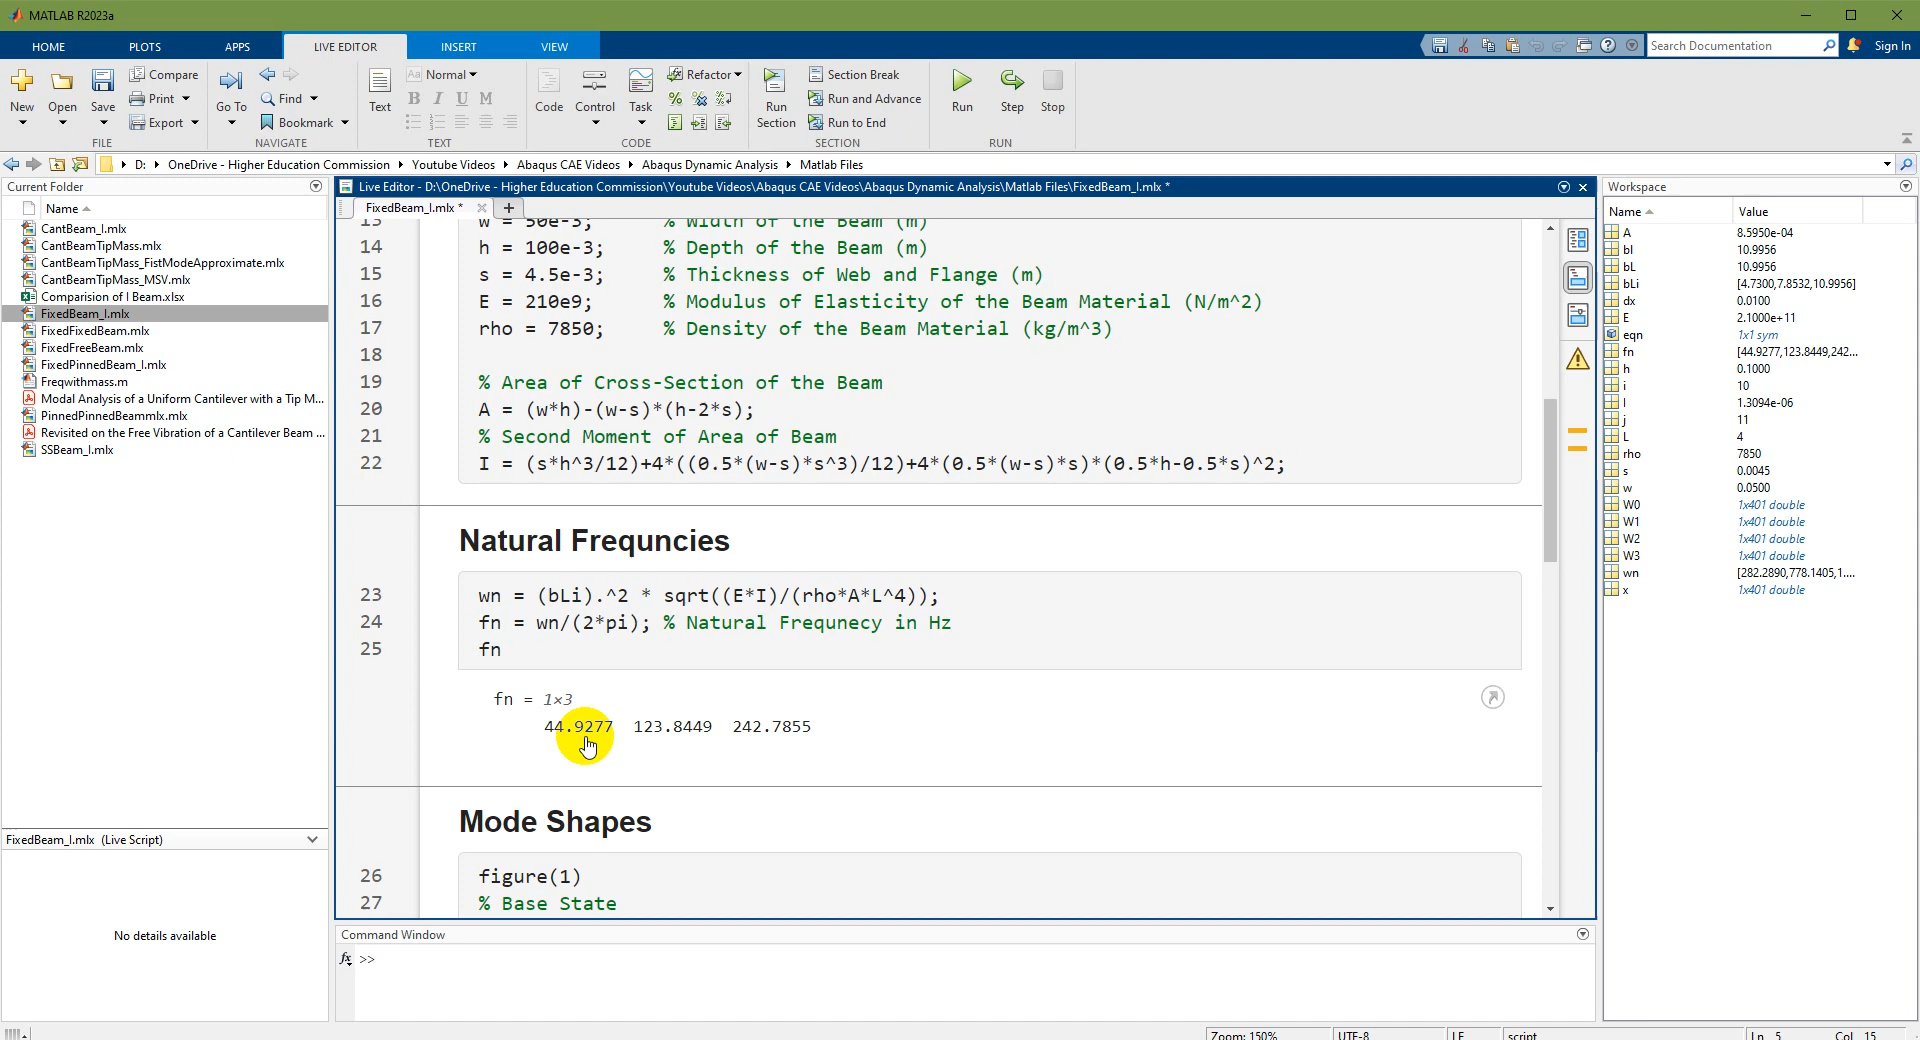 MATLAB R2023a
HOME PLOTS APPS LIVE EDITOR INSERT VIEW
Search Documentation
Sign In
New
Open
Save
Compare
Print
Export
FILE
Go To
Find
Bookmark
NAVIGATE
Text
Aa Normal
B I U M
TEXT
Code
Control
Task
Refactor
CODE
Run Section
Section Break
Run and Advance
Run to End
SECTION
Run
Step
Stop
RUN
D: OneDrive - Higher Education Commission Youtube Videos Abaqus CAE Videos Abaqus Dynamic Analysis Matlab Files
Current Folder
Name
CantBeam_I.mlx
CantBeamTipMass.mlx
CantBeamTipMass_FistModeApproximate.mlx
CantBeamTipMass_MSV.mlx
Comparision of I Beam.xlsx
FixedBeam_I.mlx
FixedFixedBeam.mlx
FixedFreeBeam.mlx
FixedPinnedBeam_I.mlx
Freqwithmass.m
Modal Analysis of a Uniform Cantilever with a Tip M...
PinnedPinnedBeammlx.mlx
Revisited on the Free Vibration of a Cantilever Beam ...
SSBeam_I.mlx
FixedBeam_I.mlx (Live Script)
No details available
Live Editor - D:\OneDrive - Higher Education Commission\Youtube Videos\Abaqus CAE Videos\Abaqus Dynamic Analysis\Matlab Files\FixedBeam_I.mlx *
FixedBeam_I.mlx *
13 w = 50e-3; % Width of the Beam (m)
14 h = 100e-3; % Depth of the Beam (m)
15 s = 4.5e-3; % Thickness of Web and Flange (m)
16 E = 210e9; % Modulus of Elasticity of the Beam Material (N/m^2)
17 rho = 7850; % Density of the Beam Material (kg/m^3)
18
19 % Area of Cross-Section of the Beam
20 A = (w*h)-(w-s)*(h-2*s);
21 % Second Moment of Area of Beam
22 I = (s*h^3/12)+4*((0.5*(w-s)*s^3)/12)+4*(0.5*(w-s)*s)*(0.5*h-0.5*s)^2;
Natural Frequncies
23 wn = (bLi).^2 * sqrt((E*I)/(rho*A*L^4));
24 fn = wn/(2*pi); % Natural Frequnecy in Hz
25 fn
fn = 1×3
44.9277 123.8449 242.7855
Mode Shapes
26 figure(1)
27 % Base State
Command Window
fx >>
Workspace
Name Value
A 8.5950e-04
bl 10.9956
bL 10.9956
bLi [4.7300,7.8532,10.9956]
dx 0.0100
E 2.1000e+11
eqn 1x1 sym
fn [44.9277,123.8449,242...
h 0.1000
i 10
I 1.3094e-06
j 11
L 4
rho 7850
s 0.0045
w 0.0500
W0 1x401 double
W1 1x401 double
W2 1x401 double
W3 1x401 double
wn [282.2890,778.1405,1....
x 1x401 double
Zoom: 150% UTF-8 LF script Ln 5 Col 15